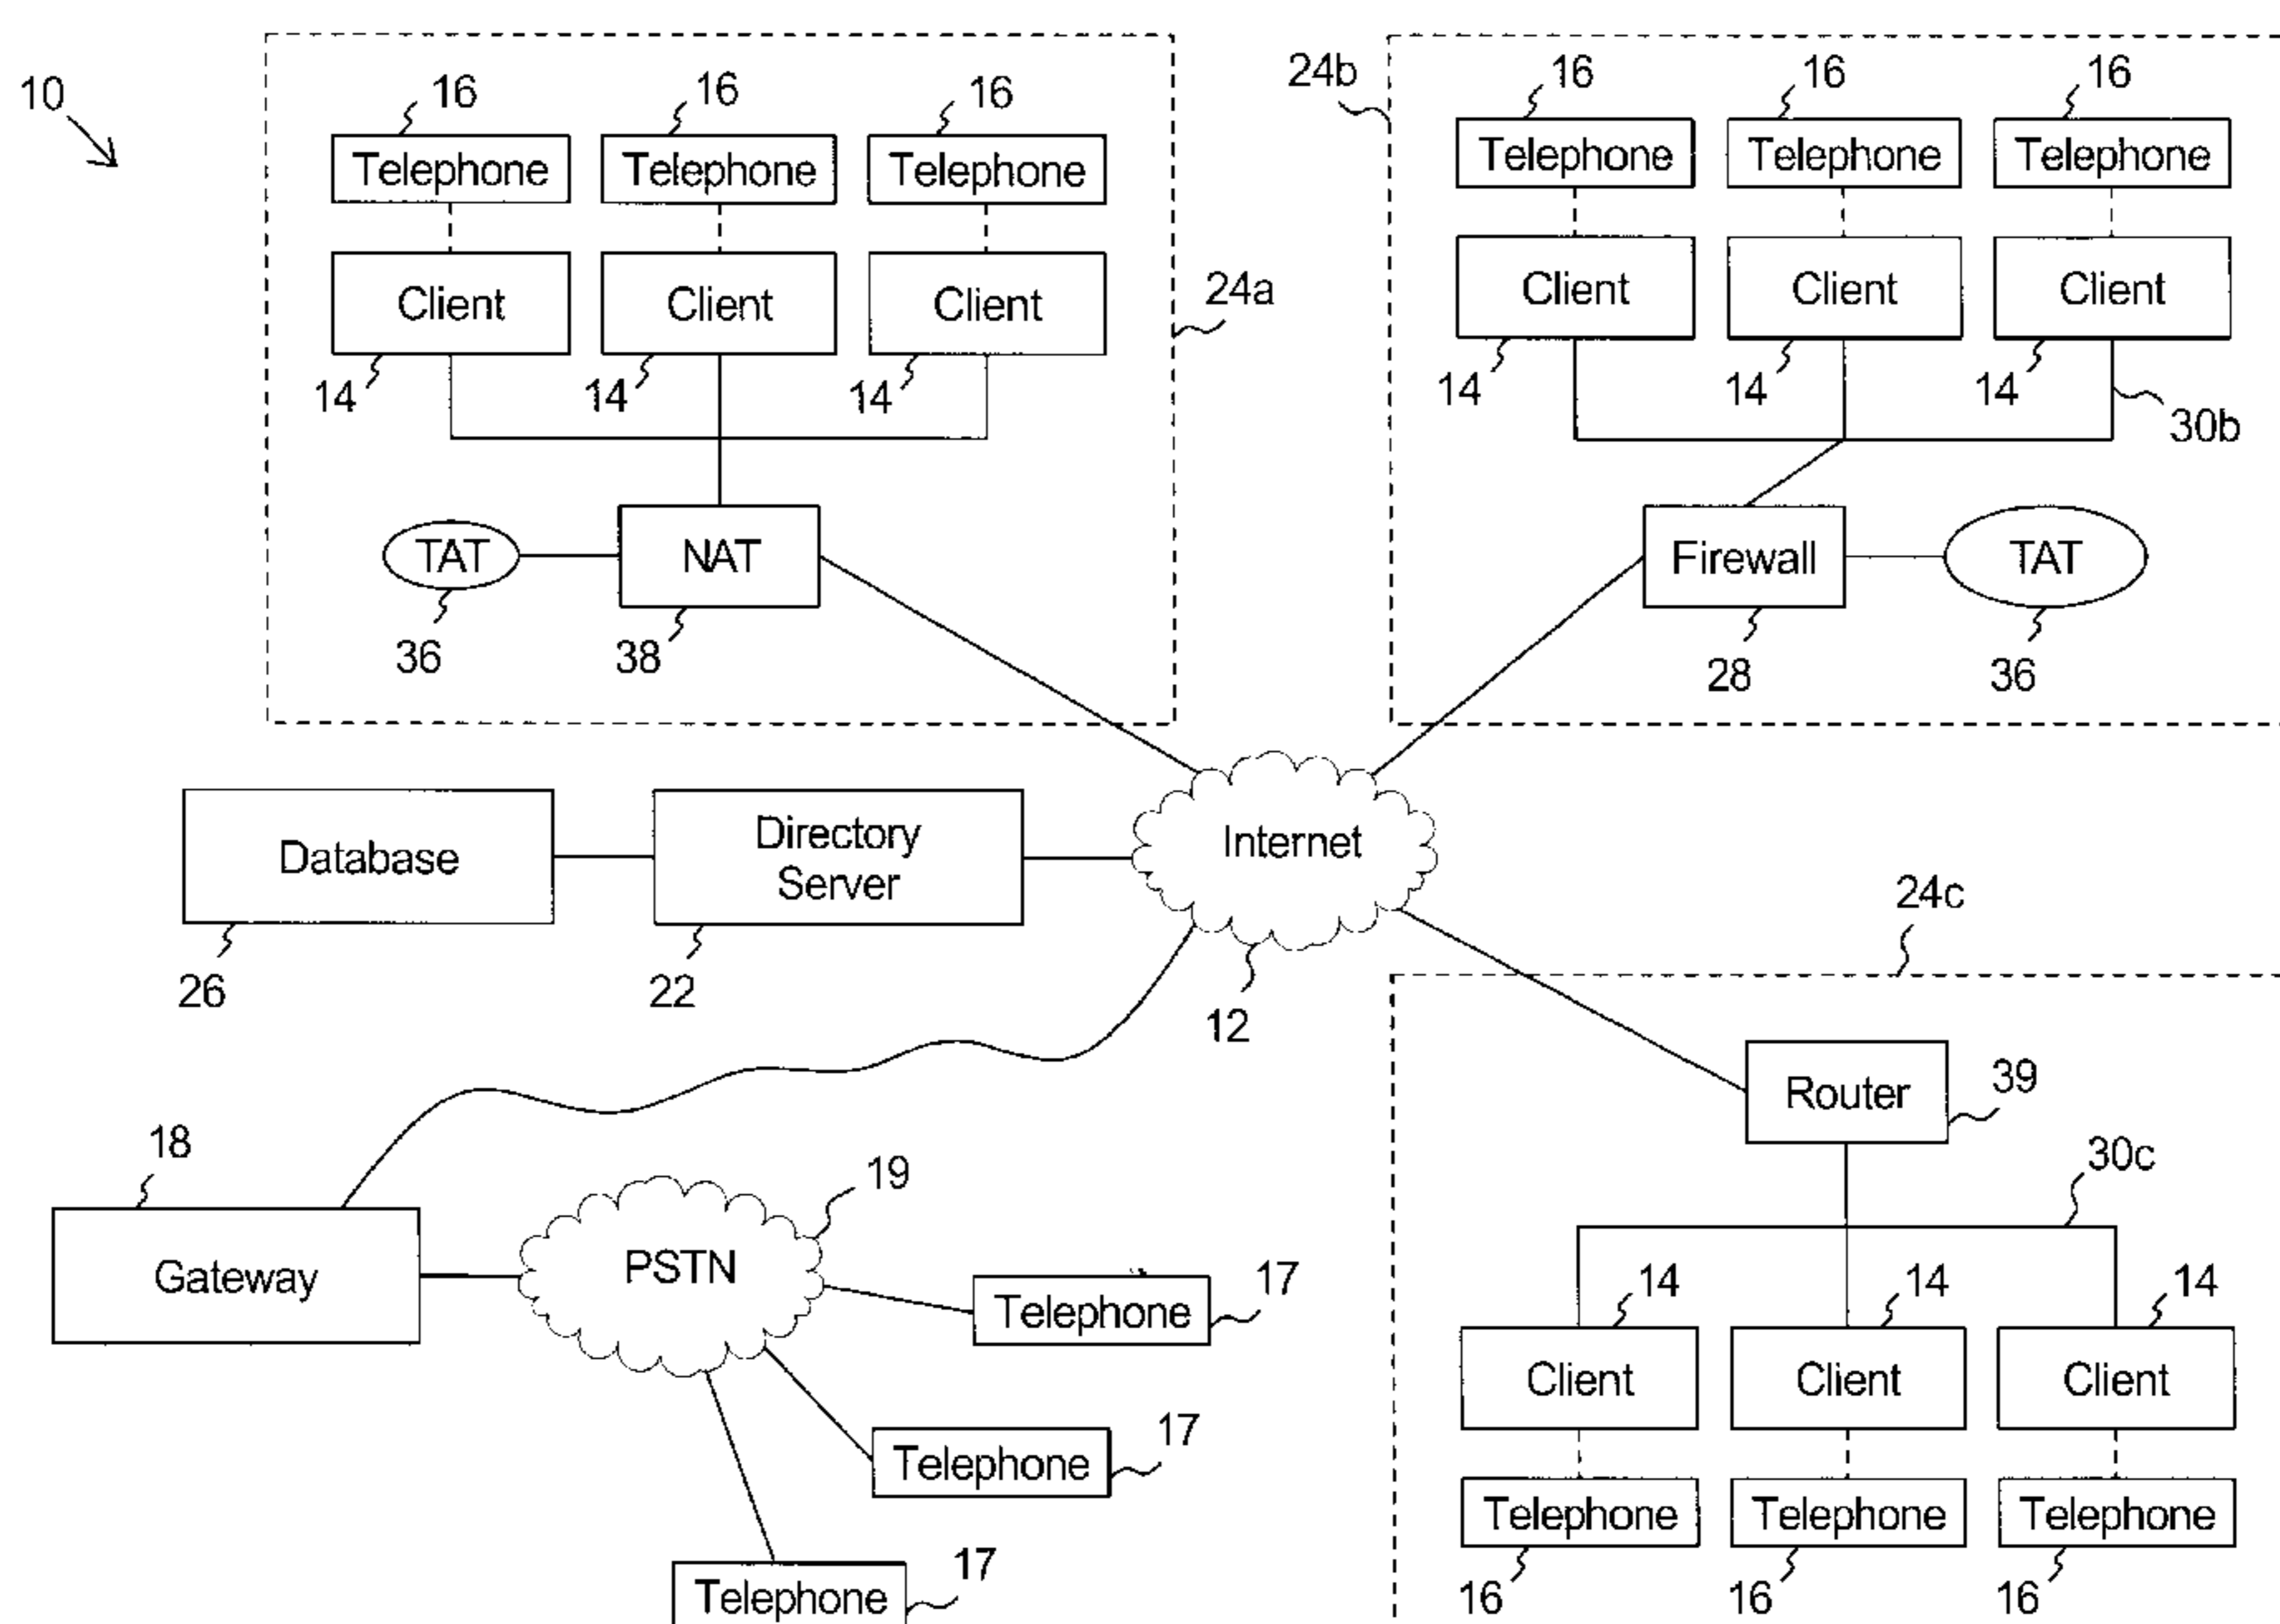 10
24b
16 16 16
16 16 16
Telephone Telephone Telephone
Telephone Telephone Telephone
Client Client Client
24a
Client Client Client
14 14 14
14 14 14
30b
TAT NAT
Firewall TAT
36 38
28 36
Database
Directory
Server
Internet
26 22 12
24c
Router 39
18
19
30c
Gateway
PSTN
14 14 14
Telephone 17
Client Client Client
Telephone 17
Telephone Telephone Telephone
Telephone 17
16 16 16